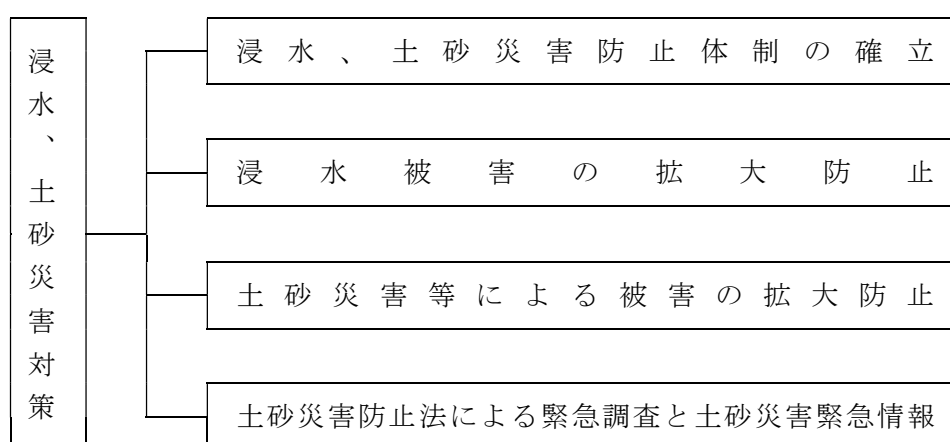 浸水、土砂災害対策
浸水、土砂災害防止体制の確立
浸水被害の拡大防止
土砂災害等による被害の拡大防止
土砂災害防止法による緊急調査と土砂災害緊急情報